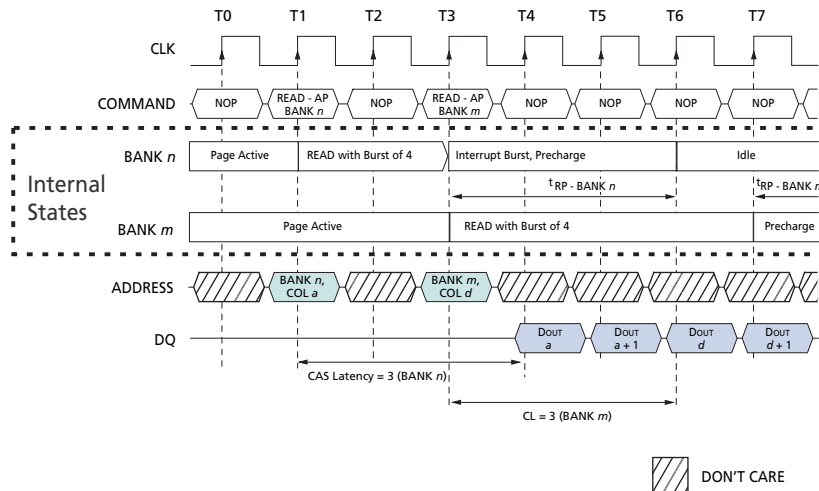 T0 T1 T2 T3 T4 T5 T6 T7
CLK
COMMAND NOP READ - AP BANK n NOP READ - AP BANK m NOP NOP NOP NOP
BANK n Page Active READ with Burst of 4 Interrupt Burst, Precharge Idle
Internal States
tRP - BANK n tRP - BANK m
BANK m Page Active READ with Burst of 4 Precharge
ADDRESS BANK n, COL a BANK m, COL d
DQ DOUT a DOUT a + 1 DOUT d DOUT d + 1
CAS Latency = 3 (BANK n)
CL = 3 (BANK m)
DON'T CARE